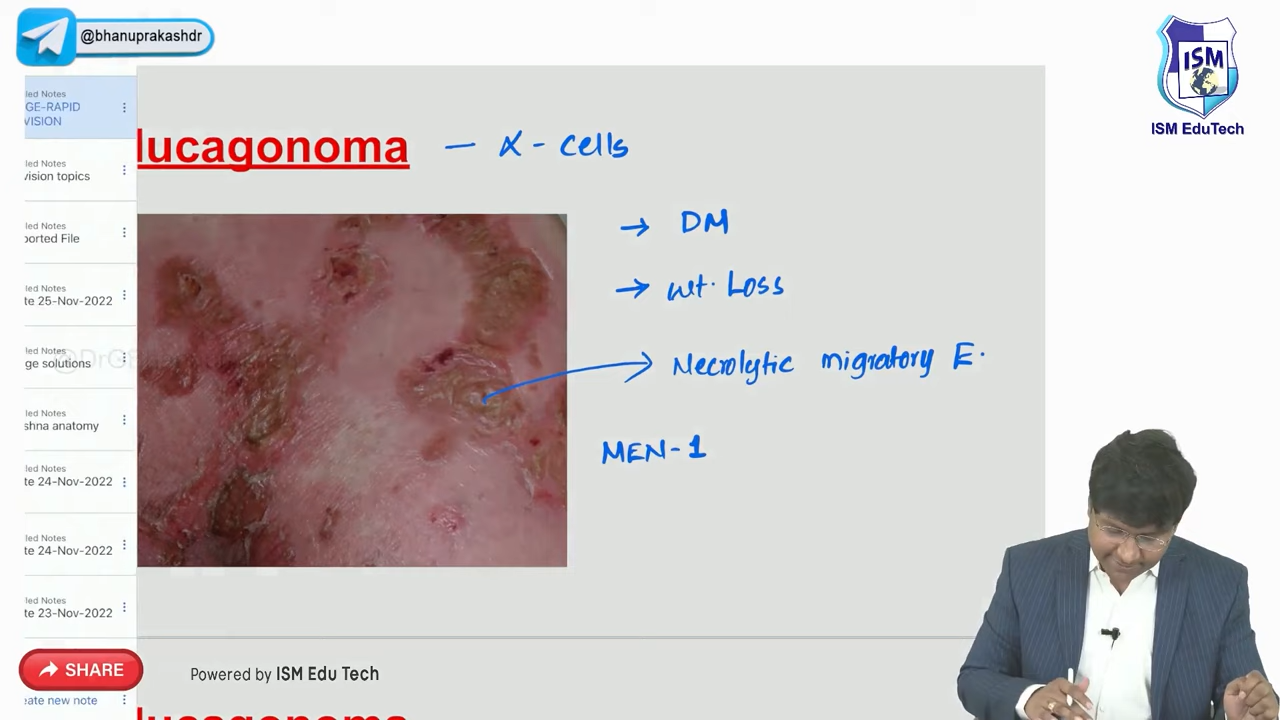 @bhanuprakashdr
ISM
ISM EduTech
led Notes
GE-RAPID
VISION
led Notes
vision topics
led Notes
ported File
led Notes
te 25-Nov-2022
led Notes
ge solutions
led Notes
shna anatomy
led Notes
te 24-Nov-2022
led Notes
te 24-Nov-2022
led Notes
te 23-Nov-2022
eate new note
lucagonoma — α - cells
→ DM
→ wt. Loss
→ Necrolytic migratory E.
MEN-1
SHARE
Powered by ISM Edu Tech
lucagonoma